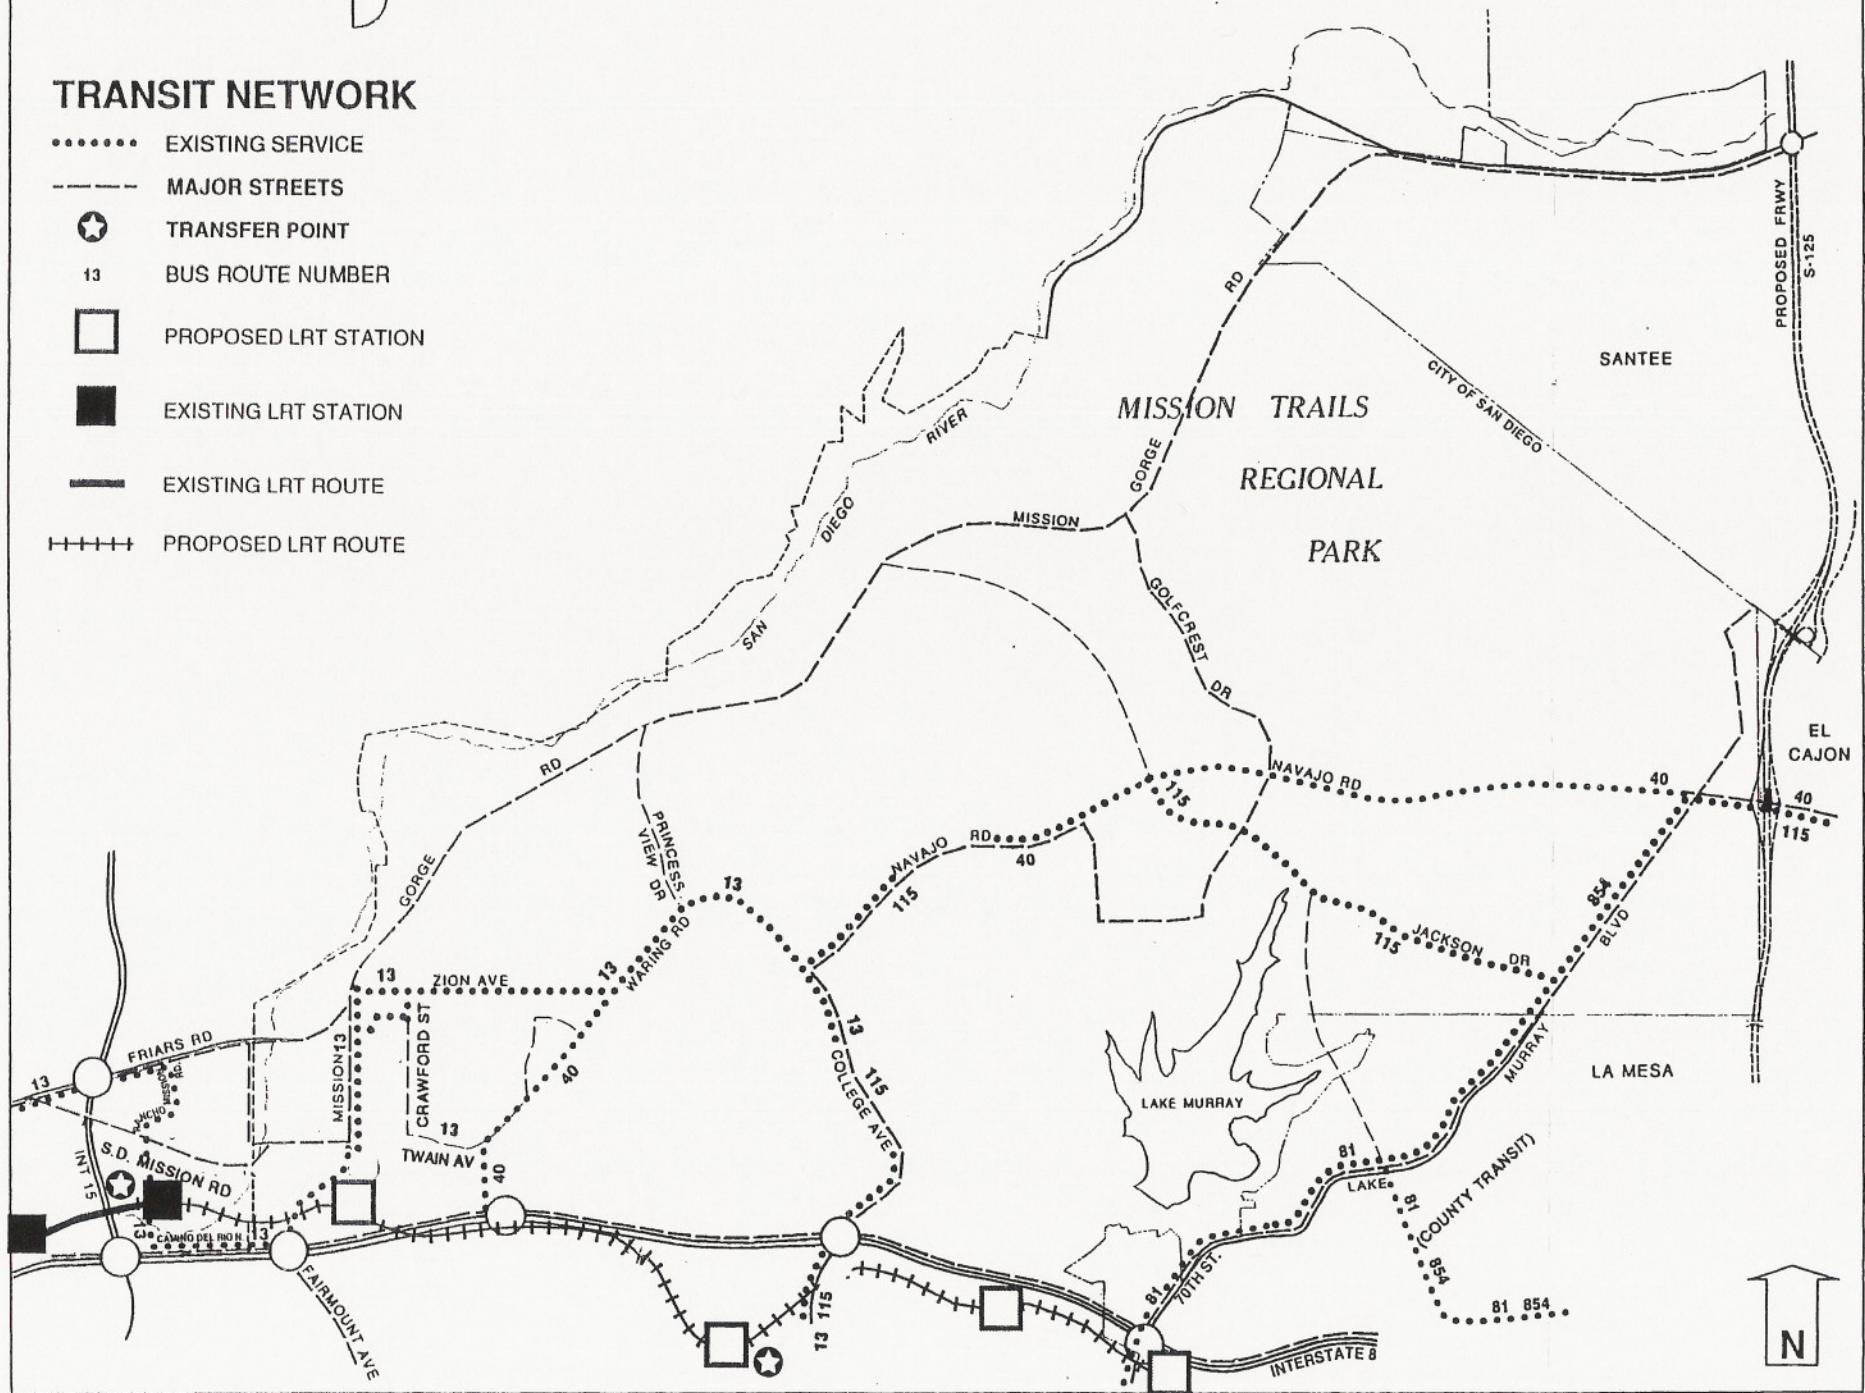 TRANSIT NETWORK
EXISTING SERVICE
MAJOR STREETS
TRANSFER POINT
13 BUS ROUTE NUMBER
PROPOSED LRT STATION
EXISTING LRT STATION
EXISTING LRT ROUTE
PROPOSED LRT ROUTE
PROPOSED FRWY
S-125
RD
SANTEE
CITY OF SAN DIEGO
MISSION TRAILS
REGIONAL
PARK
RIVER
DIEGO
SAN
GORGE
MISSION
GOLFCREST
DR
EL
CAJON
RD
NAVAJO RD
40
40
115
115
PRINCESS
VIEW DR
GORGE
13
NAVAJO
RD
40
115
854
BLVD
JACKSON
DR
115
WARING RD
13
ZION AVE
13
13
115
COLLEGE AVE
CRAWFORD ST
MISSION
13
40
FRIARS RD
13
RANCHO MISSION RD
LAKE MURRAY
MURRAY
LA MESA
13
TWAIN AV
40
S.D. MISSION RD
INT 15
13
CAMINO DEL RIO N.
13
FAIRMOUNT AVE
81
LAKE
81
(COUNTY TRANSIT)
854
81 854
81
70TH ST.
13 115
INTERSTATE 8
N